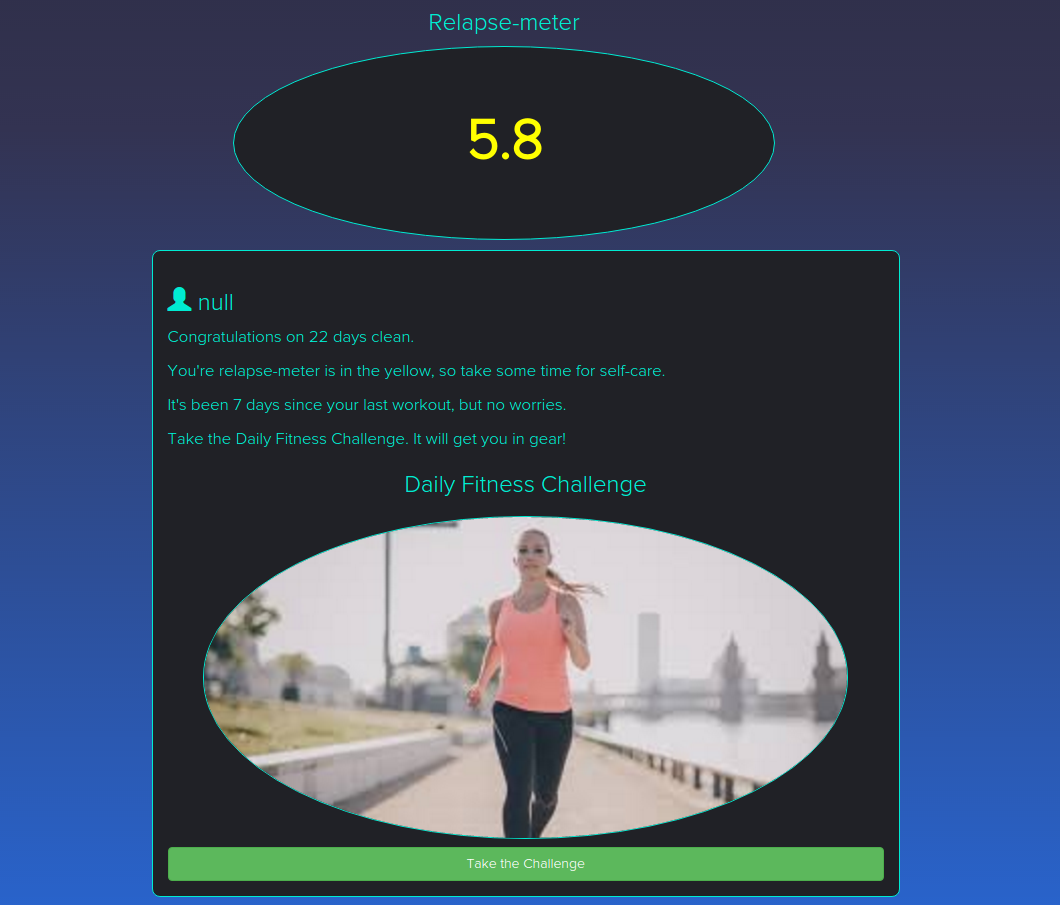 Relapse-meter
5.8
null
Congratulations on 22 days clean.
You're relapse-meter is in the yellow, so take some time for self-care.
It's been 7 days since your last workout, but no worries.
Take the Daily Fitness Challenge. It will get you in gear!
Daily Fitness Challenge
Take the Challenge